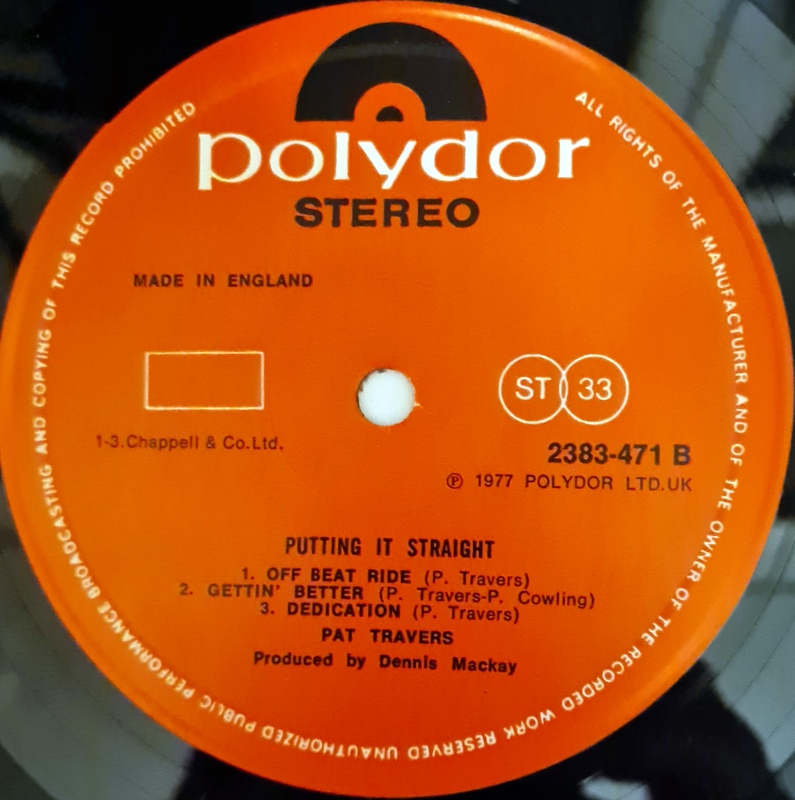 polydor
STEREO
MADE IN ENGLAND
ST 33
1-3.Chappell & Co.Ltd.
2383-471 B
℗ 1977 POLYDOR LTD.UK
PUTTING IT STRAIGHT
1. OFF BEAT RIDE (P. Travers)
2. GETTIN' BETTER (P. Travers-P. Cowling)
3. DEDICATION (P. Travers)
PAT TRAVERS
Produced by Dennis Mackay
ALL RIGHTS OF THE MANUFACTURER AND OF THE OWNER OF THE RECORDED WORK RESERVED UNAUTHORIZED PUBLIC PERFORMANCE BROADCASTING AND COPYING OF THIS RECORD PROHIBITED